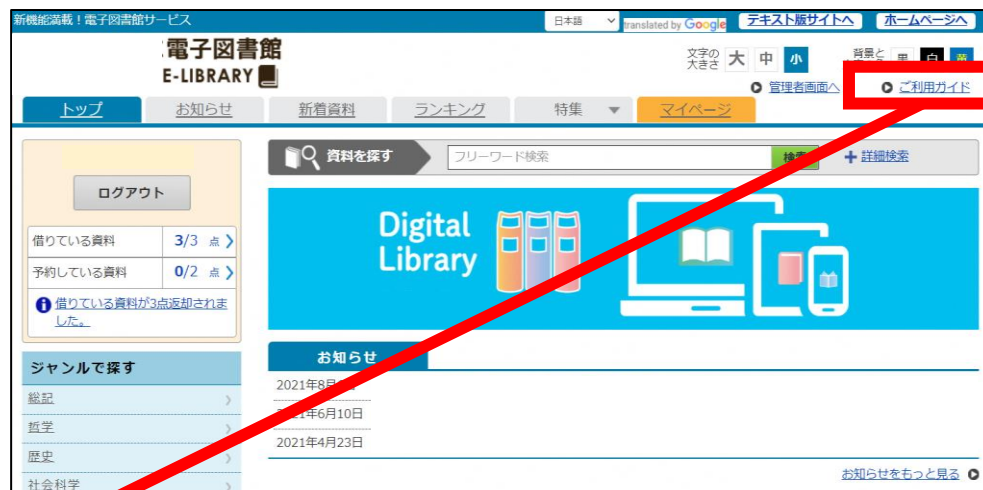 新機能満載！電子図書館サービス
日本語
translated by Google
テキスト版サイトへ
ホームページへ
電子図書館
E-LIBRARY
文字の大きさ 大 中 小
背景と 黒 白 黄
管理者画面へ
ご利用ガイド
トップ
お知らせ
新着資料
ランキング
特集
マイページ
資料を探す
フリーワード検索
詳細検索
ログアウト
借りている資料 3/3 点
予約している資料 0/2 点
借りている資料が3点返却されました。
Digital
Library
ジャンルで探す
総記
哲学
歴史
社会科学
お知らせ
2021年8月
2021年6月10日
2021年4月23日
お知らせをもっと見る